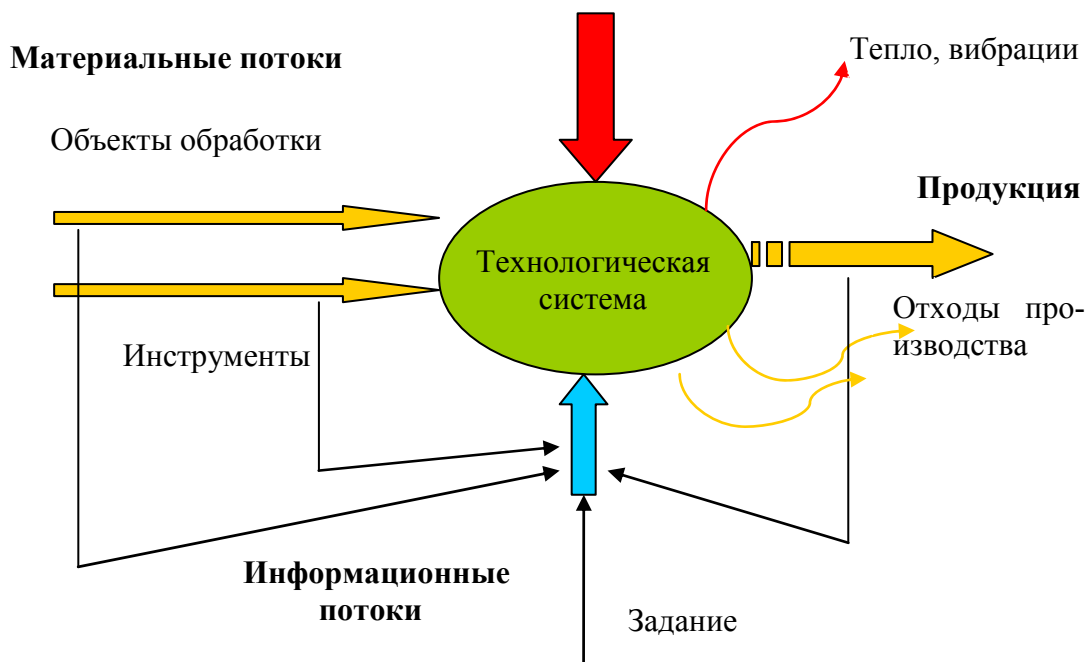 Материальные потоки
Тепло, вибрации
Объекты обработки
Продукция
Технологическая
система
Отходы про-
изводства
Инструменты
Информационные
потоки
Задание